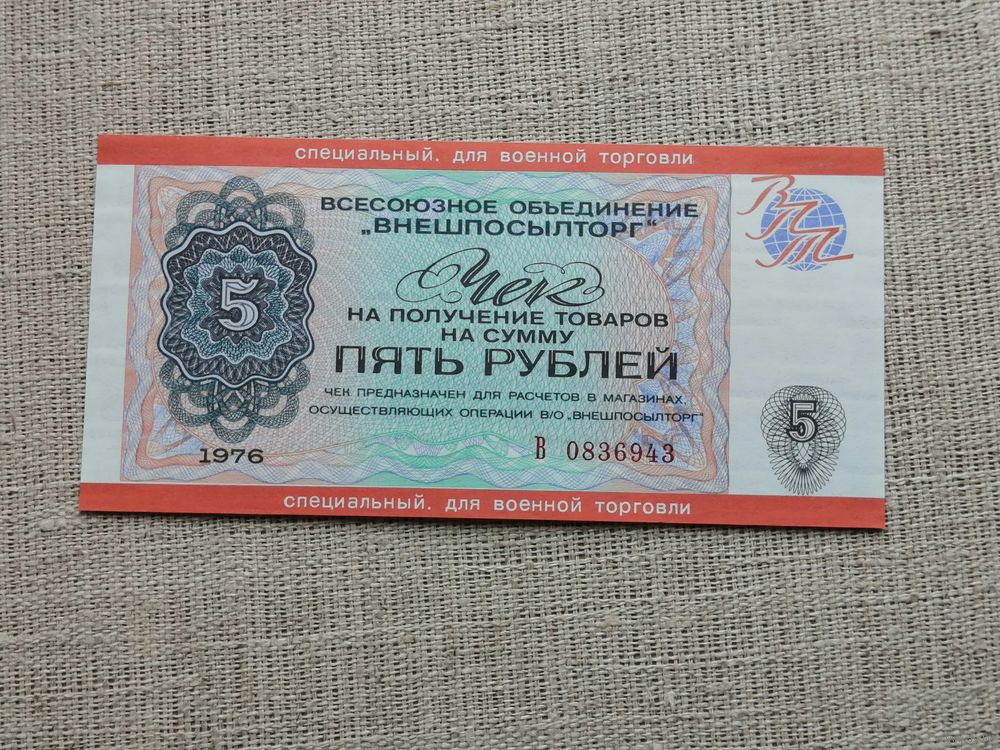 специальный. для военной торговли
ВСЕСОЮЗНОЕ ОБЪЕДИНЕНИЕ
„ВНЕШПОСЫЛТОРГ“
ВПТ
Чек
НА ПОЛУЧЕНИЕ ТОВАРОВ
НА СУММУ
ПЯТЬ РУБЛЕЙ
5
ЧЕК ПРЕДНАЗНАЧЕН ДЛЯ РАСЧЕТОВ В МАГАЗИНАХ,
ОСУЩЕСТВЛЯЮЩИХ ОПЕРАЦИИ В/О „ВНЕШПОСЫЛТОРГ“
5
1976
В 0836943
специальный. для военной торговли